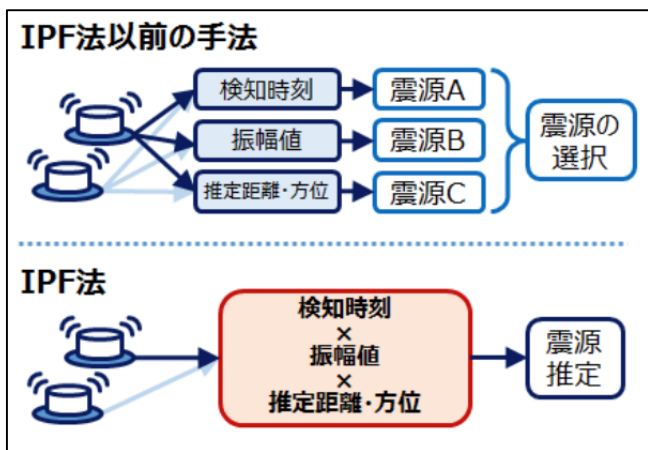 IPF法以前の手法
検知時刻
震源A
振幅値
震源B
推定距離・方位
震源C
震源の
選択
IPF法
検知時刻
×
振幅値
×
推定距離・方位
震源
推定